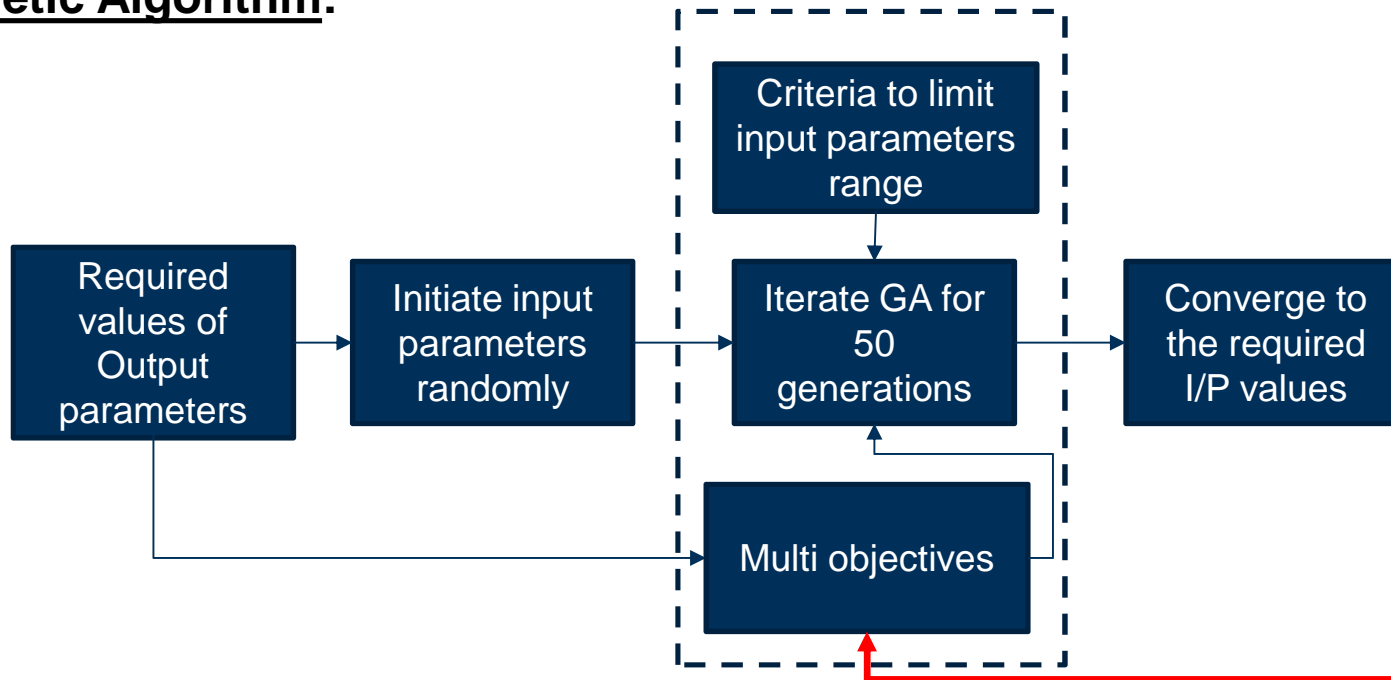 etic Algorithm:
Criteria to limit
input parameters
range
Required
values of
Output
parameters
Initiate input
parameters
randomly
Iterate GA for
50
generations
Converge to
the required
I/P values
Multi objectives